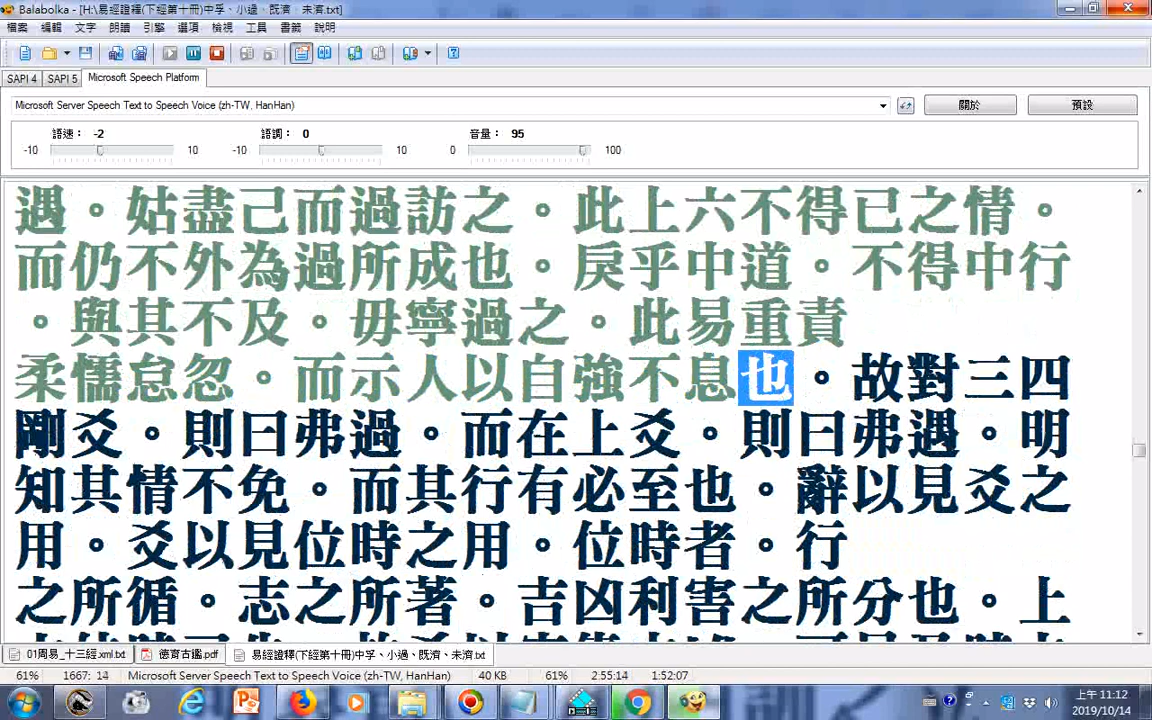 Balabolka - [H:\易經證釋(下經第十冊)中孚、小過、既濟、未濟.txt]
檔案 編輯 文字 朗讀 引擎 選項 檢視 工具 書籤 說明
SAPI 4 SAPI 5 Microsoft Speech Platform
Microsoft Server Speech Text to Speech Voice (zh-TW, HanHan) 關於 預設
語速： -2 語調： 0 音量： 95
-10 10 -10 10 0 100
遇。姑盡己而過訪之。此上六不得已之情。
而仍不外為過所成也。戾乎中道。不得中行
。與其不及。毋寧過之。此易重責
柔懦怠忽。而示人以自強不息也。故對三四
剛爻。則曰弗過。而在上爻。則曰弗遇。明
知其情不免。而其行有必至也。辭以見爻之
用。爻以見位時之用。位時者。行
之所循。志之所著。吉凶利害之所分也。上
01周易_十三經.xml.txt 德育古鑑.pdf 易經證釋(下經第十冊)中孚、小過、既濟、未濟.txt
61% 1667: 14 Microsoft Server Speech Text to Speech Voice (zh-TW, HanHan) 40 KB 61% 2:55:14 1:52:07
上午 11:12
2019/10/14